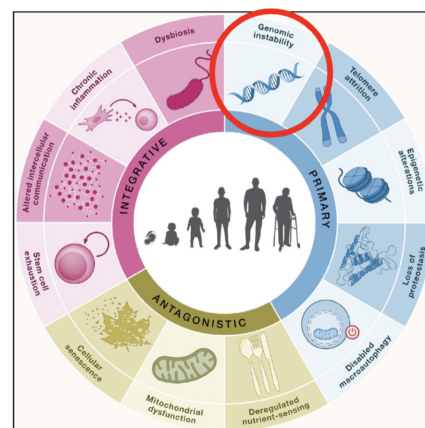 Genomic
instability
Telomere
attrition
Epigenetic
alterations
Loss of
proteostasis
Disabled
macroautophagy
Deregulated
nutrient-sensing
Mitochondrial
dysfunction
Cellular
senescence
Stem cell
exhaustion
Altered intercellular
communication
Chronic
inflammation
Dysbiosis
PRIMARY
ANTAGONISTIC
INTEGRATIVE